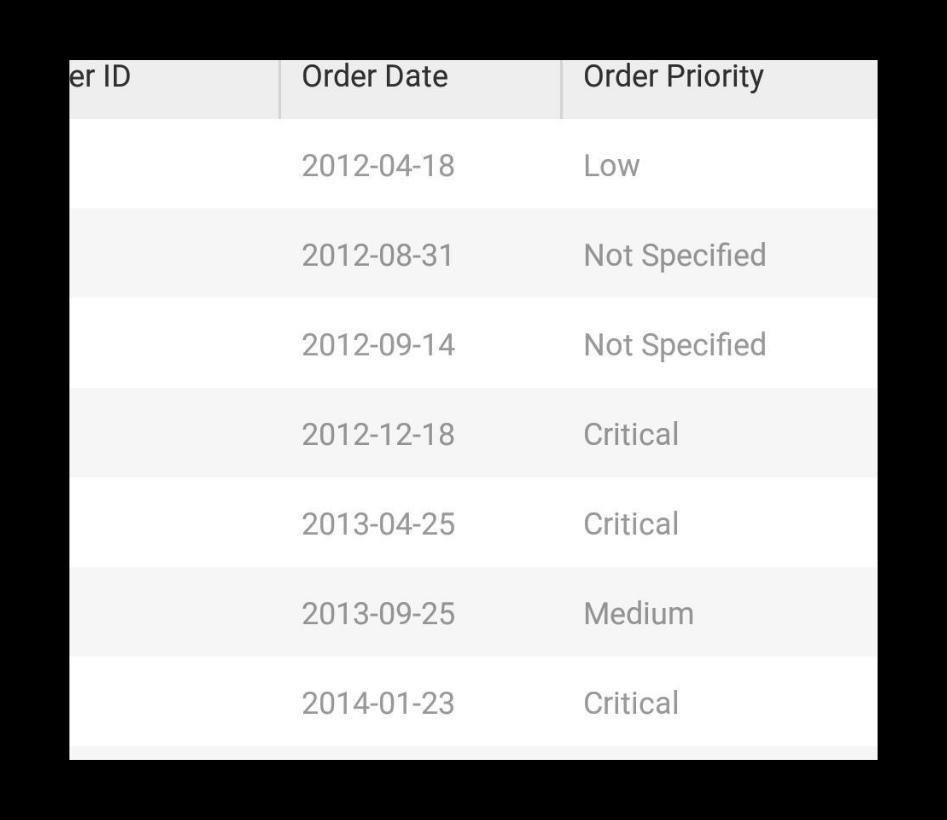 er ID Order Date Order Priority
2012-04-18 Low
2012-08-31 Not Specified
2012-09-14 Not Specified
2012-12-18 Critical
2013-04-25 Critical
2013-09-25 Medium
2014-01-23 Critical